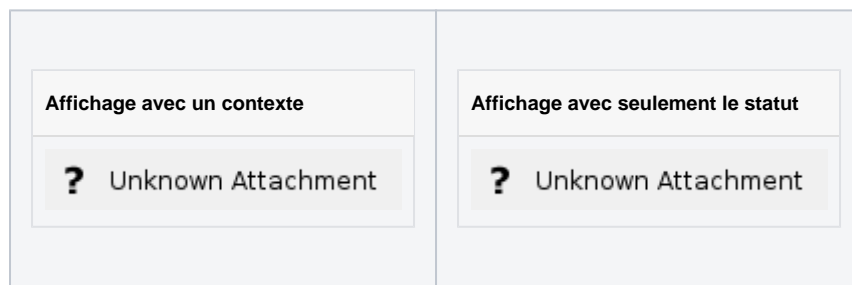 Affichage avec un contexte
? Unknown Attachment
Affichage avec seulement le statut
? Unknown Attachment